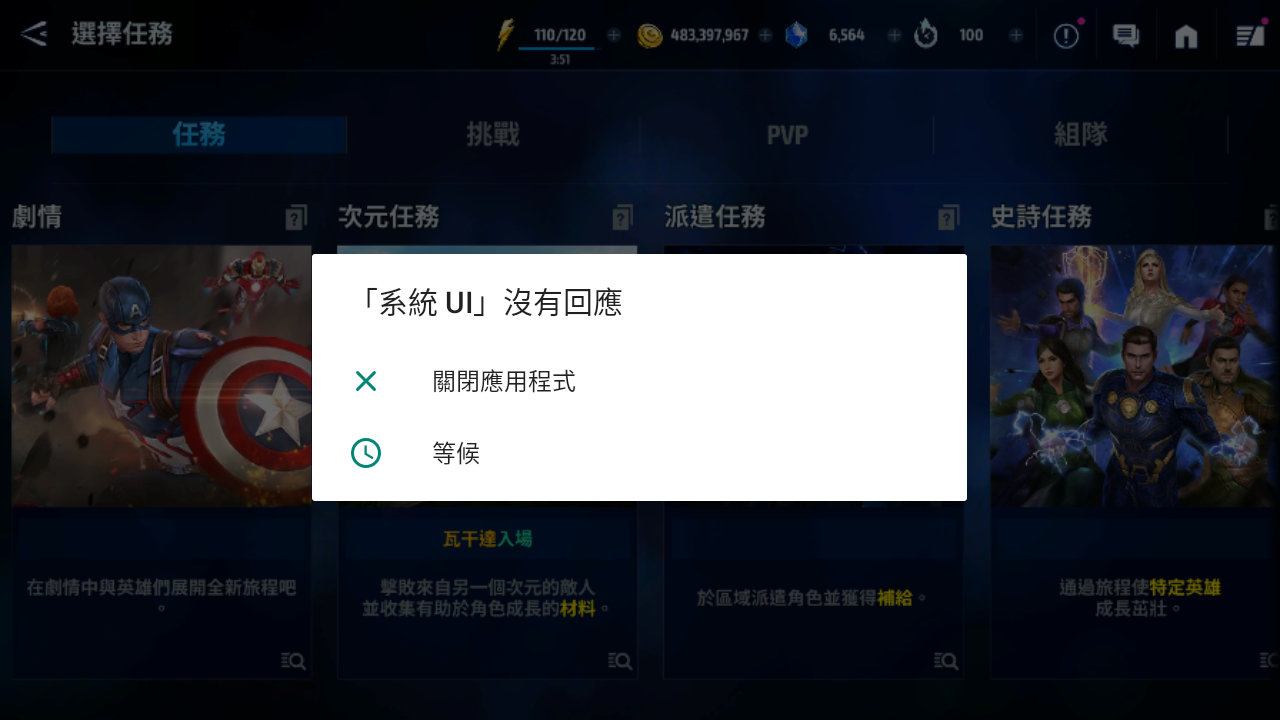 選擇任務
110/120
3:51
483,397,967
6,564
100
任務
挑戰
PVP
組隊
劇情
次元任務
派遣任務
史詩任務
「系統 UI」沒有回應
關閉應用程式
等候
瓦干達入場
在劇情中與英雄們展開全新旅程吧
。
擊敗來自另一個次元的敵人
並收集有助於角色成長的材料。
於區域派遣角色並獲得補給。
通過旅程使特定英雄
成長茁壯。